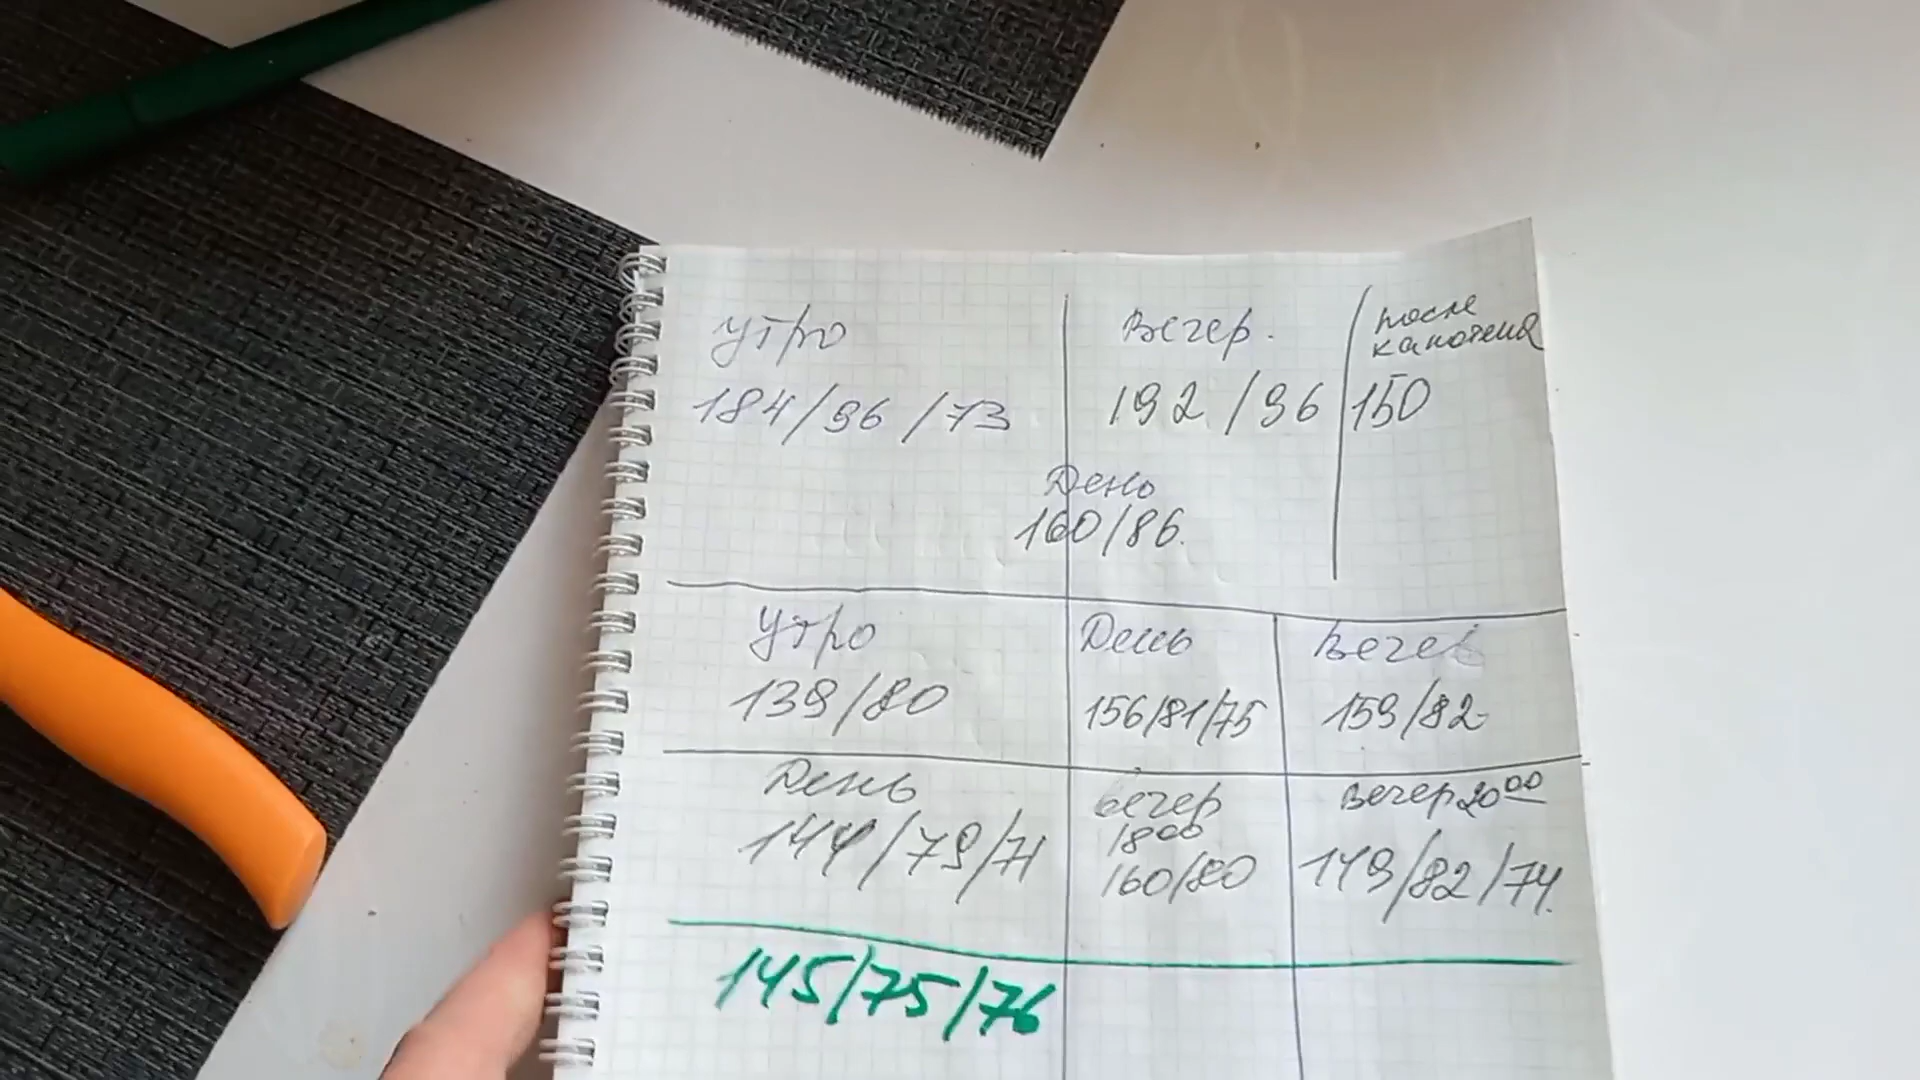 утро
184/96/73
Вечер.
192/96
после
капотена
150
День
160/86.
Утро
139/80
День
156/81/75
Вечер
159/82
День
144/79/71
Вечер
18⁰⁰
160/80
Вечер 20⁰⁰
149/82/74.
145/75/76